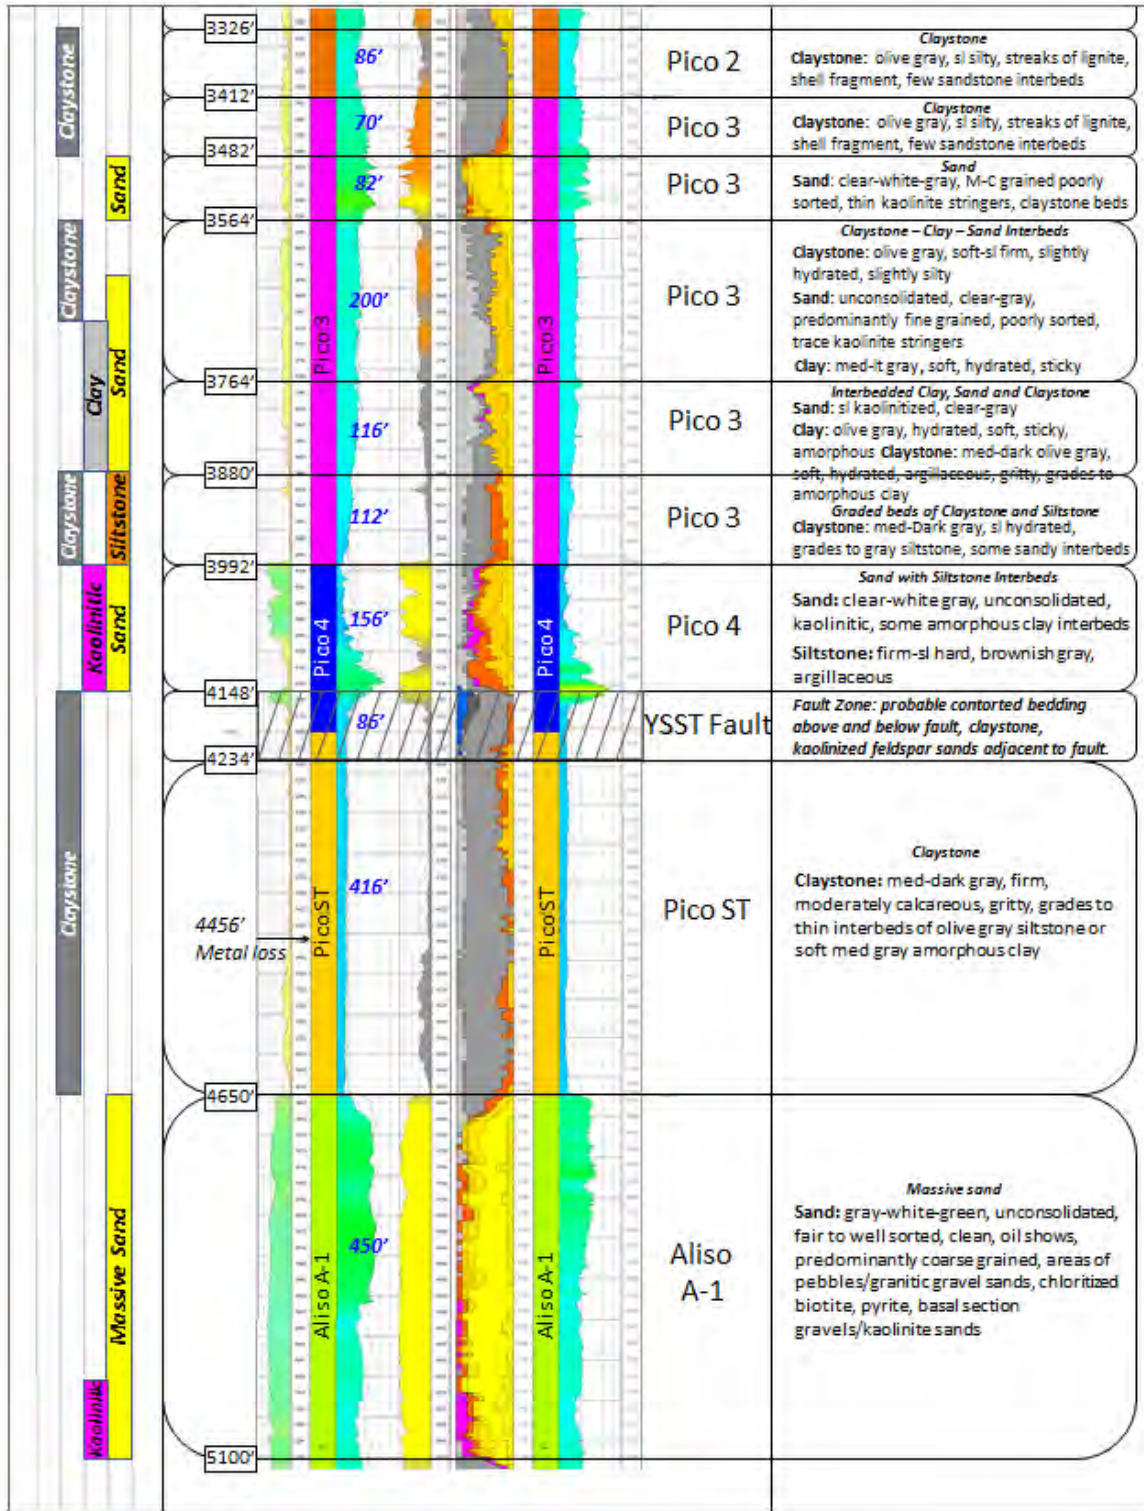 3326'
Claystone
86'
Pico 2
Claystone
Claystone: olive gray, sl silty, streaks of lignite,
shell fragment, few sandstone interbeds
3412'
70'
Pico 3
Claystone
Claystone: olive gray, sl silty, streaks of lignite,
shell fragment, few sandstone interbeds
3482'
Sand
82'
Pico 3
Sand
Sand: clear-white-gray, M-C grained poorly
sorted, thin kaolinite stringers, claystone beds
3564'
Claystone
Sand
Clay
200'
Pico 3
Pico 3
Pico 3
Claystone – Clay – Sand Interbeds
Claystone: olive gray, soft-sl firm, slightly
hydrated, slightly silty
Sand: unconsolidated, clear-gray,
predominantly fine grained, poorly sorted,
trace kaolinite stringers
Clay: med-lt gray, soft, hydrated, sticky
3764'
116'
Pico 3
Interbedded Clay, Sand and Claystone
Sand: sl kaolinitized, clear-gray
Clay: olive gray, hydrated, soft, sticky,
amorphous Claystone: med-dark olive gray,
soft, hydrated, argillaceous, gritty, grades to
amorphous clay
3880'
Claystone
Siltstone
112'
Pico 3
Graded beds of Claystone and Siltstone
Claystone: med-Dark gray, sl hydrated,
grades to gray siltstone, some sandy interbeds
3992'
Kaolinitic
Sand
Pico 4
156'
Pico 4
Pico 4
Sand with Siltstone Interbeds
Sand: clear-white gray, unconsolidated,
kaolinitic, some amorphous clay interbeds
Siltstone: firm-sl hard, brownish gray,
argillaceous
4148'
86'
YSST Fault
Fault Zone: probable contorted bedding
above and below fault, claystone,
kaolinized feldspar sands adjacent to fault.
4234'
Claystone
4456'
Metal loss
Pico ST
416'
Pico ST
Pico ST
Claystone
Claystone: med-dark gray, firm,
moderately calcareous, gritty, grades to
thin interbeds of olive gray siltstone or
soft med gray amorphous clay
4650'
Massive Sand
Kaolinitic
Aliso A-1
450'
Aliso A-1
Aliso
A-1
Massive sand
Sand: gray-white-green, unconsolidated,
fair to well sorted, clean, oil shows,
predominantly coarse grained, areas of
pebbles/granitic gravel sands, chloritized
biotite, pyrite, basal section
gravels/kaolinite sands
5100'